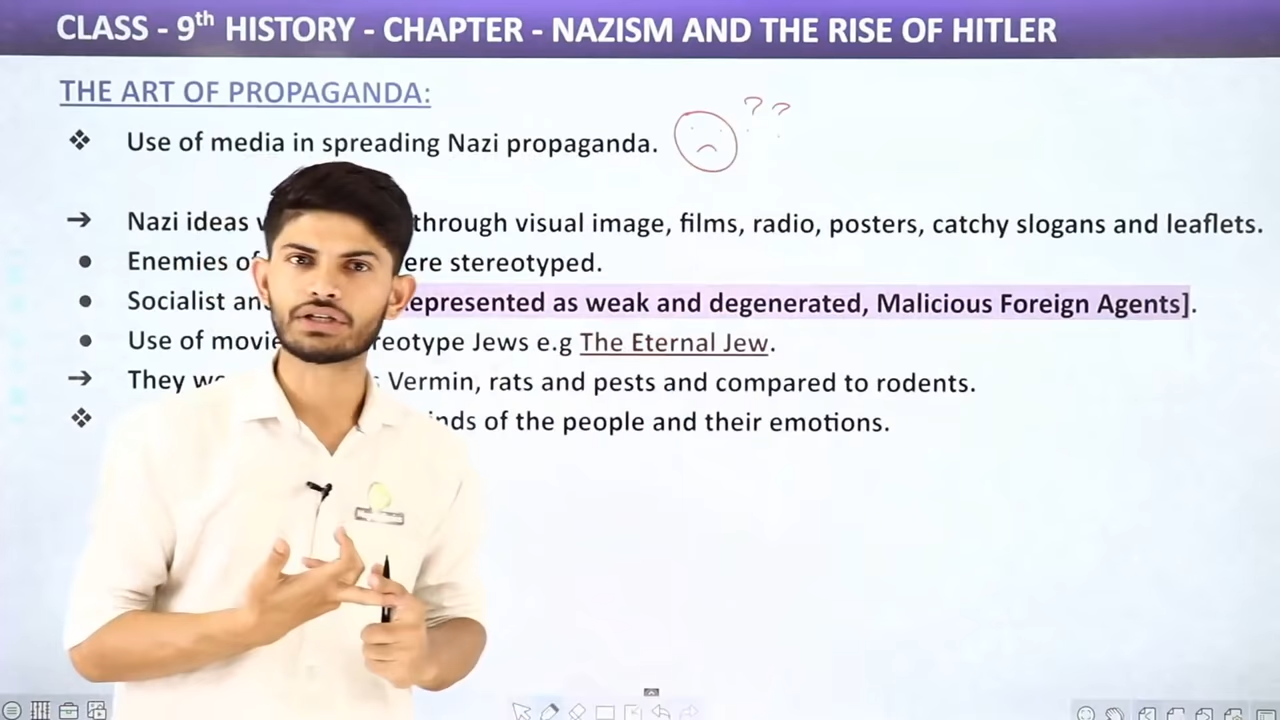 CLASS - 9th HISTORY - CHAPTER - NAZISM AND THE RISE OF HITLER
THE ART OF PROPAGANDA:
❖ Use of media in spreading Nazi propaganda. ??
➔ Nazi ideas through visual image, films, radio, posters, catchy slogans and leaflets.
● Enemies of ere stereotyped.
● Socialist an epresented as weak and degenerated, Malicious Foreign Agents].
● Use of movie reotype Jews e.g The Eternal Jew.
➔ They we Vermin, rats and pests and compared to rodents.
❖ nds of the people and their emotions.